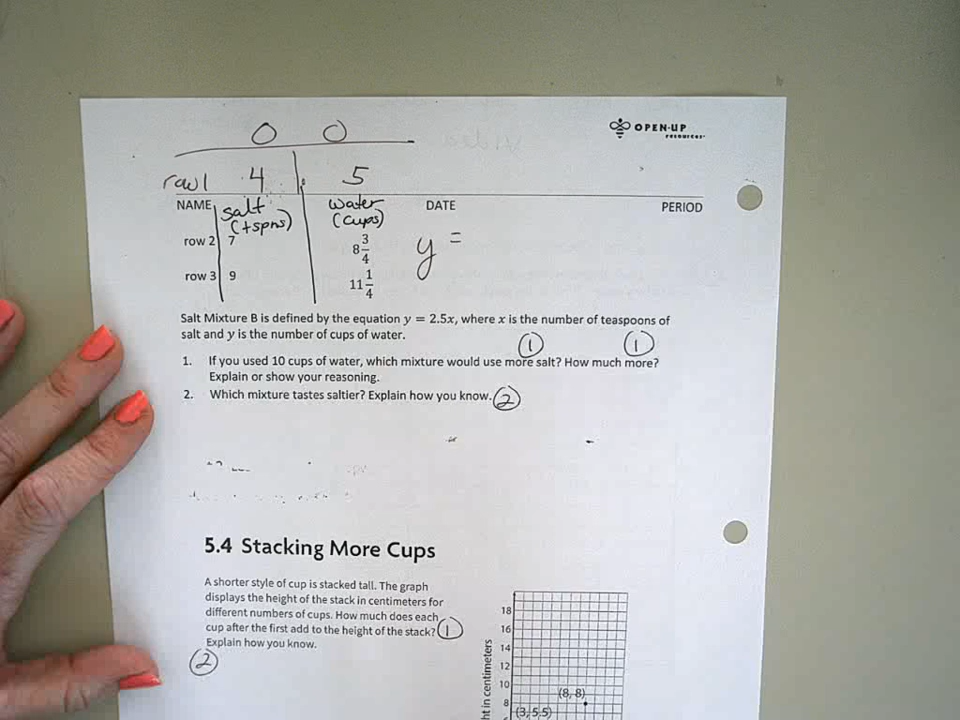 0 0
OPEN-UP
resources
row 1 4 : 5
NAME salt water DATE PERIOD
(tspns) (cups)
row 2 7 8 3/4 y =
row 3 9 11 1/4
Salt Mixture B is defined by the equation y = 2.5x, where x is the number of teaspoons of
salt and y is the number of cups of water.
1 1
1. If you used 10 cups of water, which mixture would use more salt? How much more?
Explain or show your reasoning.
2. Which mixture tastes saltier? Explain how you know. 2
5.4 Stacking More Cups
A shorter style of cup is stacked tall. The graph
displays the height of the stack in centimeters for
different numbers of cups. How much does each
cup after the first add to the height of the stack? 1
Explain how you know.
2
18
16
14
12
10
8
(8, 8)
(3, 5.5)
ht in centimeters